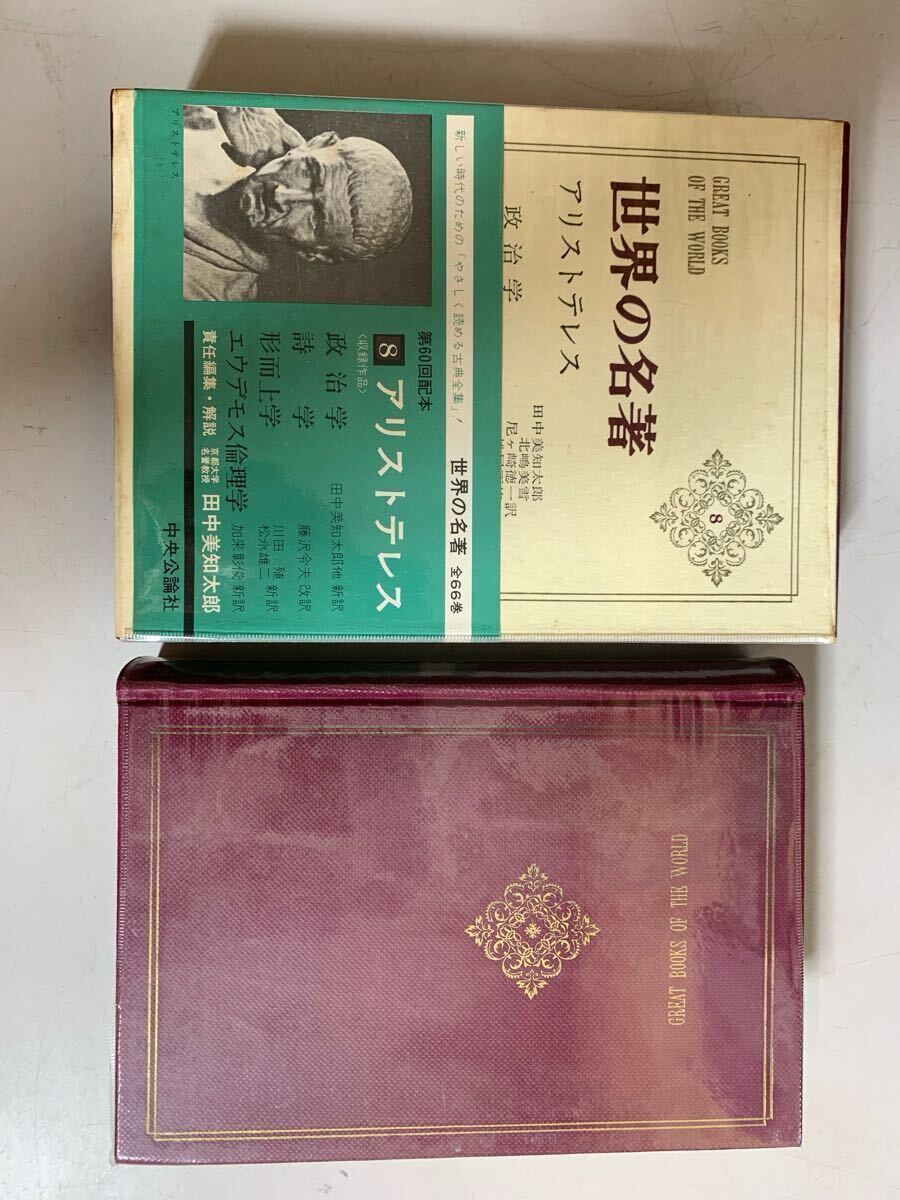 GREAT BOOKS
OF THE WORLD
世界の名著
アリストテレス
政治学
田中美知太郎
北嶋美雪
尼ヶ崎徳一訳
8
新しい時代のための「やさしく読める古典全集」！
世界の名著 全66巻
第60回配本
8 アリストテレス
〈収録作品〉
政治学 田中美知太郎他 新訳
詩学 藤沢令夫 改訳
形而上学 川田殖 松永雄二 新訳
エウデモス倫理学 加来彰俊 新訳
責任編集・解説 京都大学名誉教授 田中美知太郎
中央公論社
アリストテレス
GREAT BOOKS OF THE WORLD